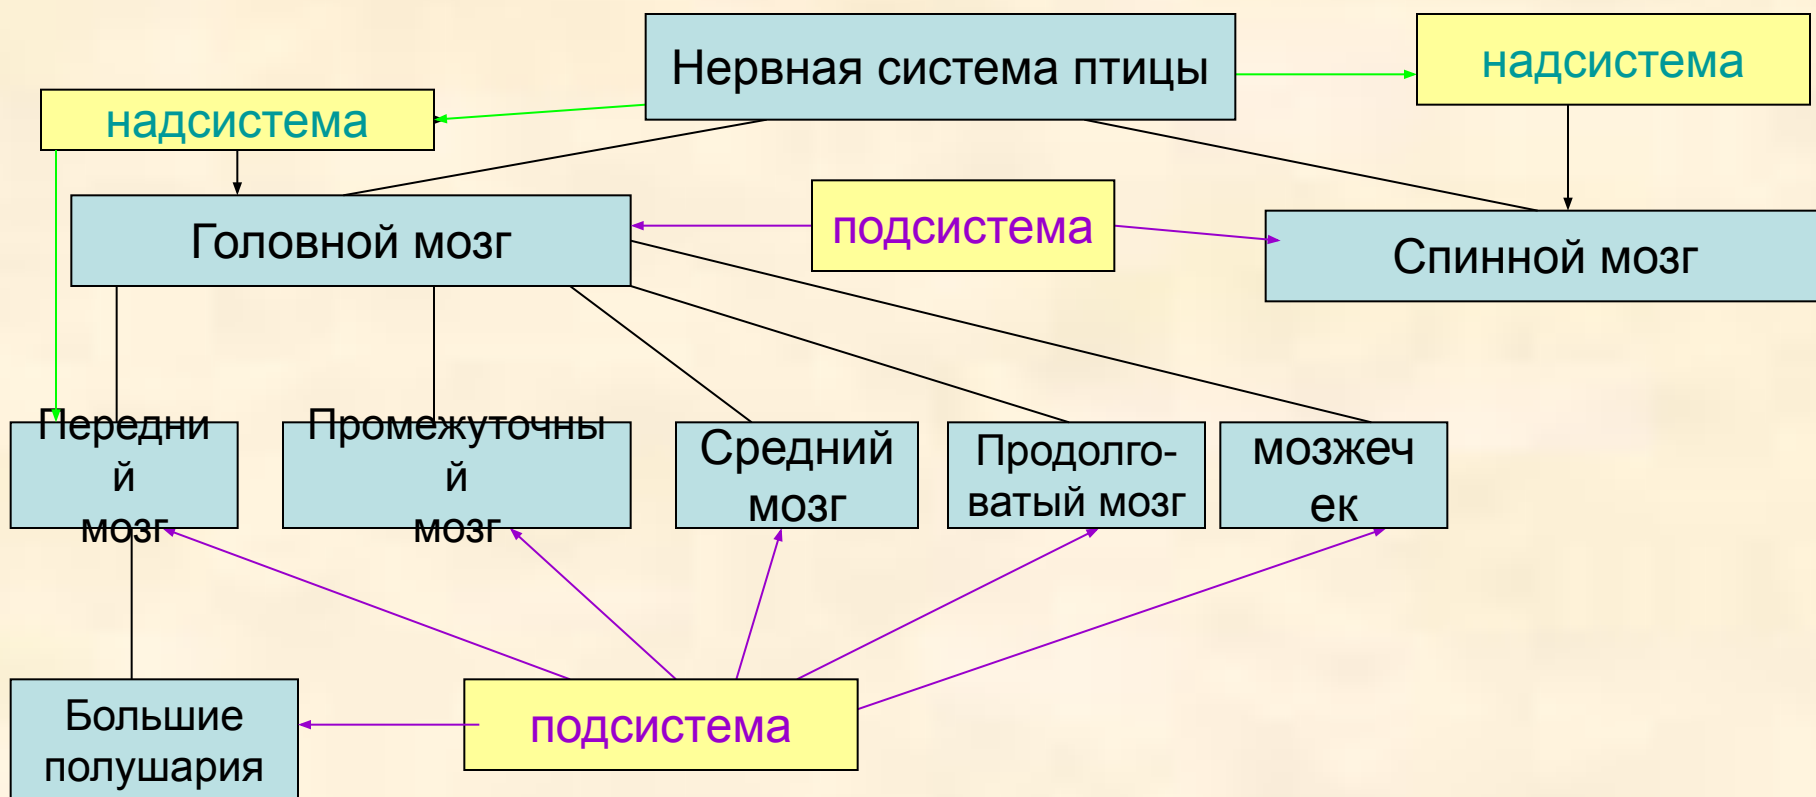 Нервная система птицы
надсистема
надсистема
Головной мозг
подсистема
Спинной мозг
Передни
й
мозг
Промежуточны
й
мозг
Средний
мозг
Продолго-
ватый мозг
мозжеч
ек
Большие
полушария
подсистема